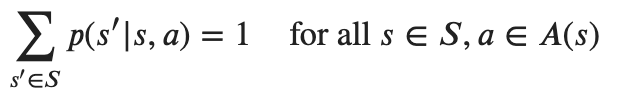 ∑ p(s′|s, a) = 1 for all s ∈ S, a ∈ A(s)
s′∈S